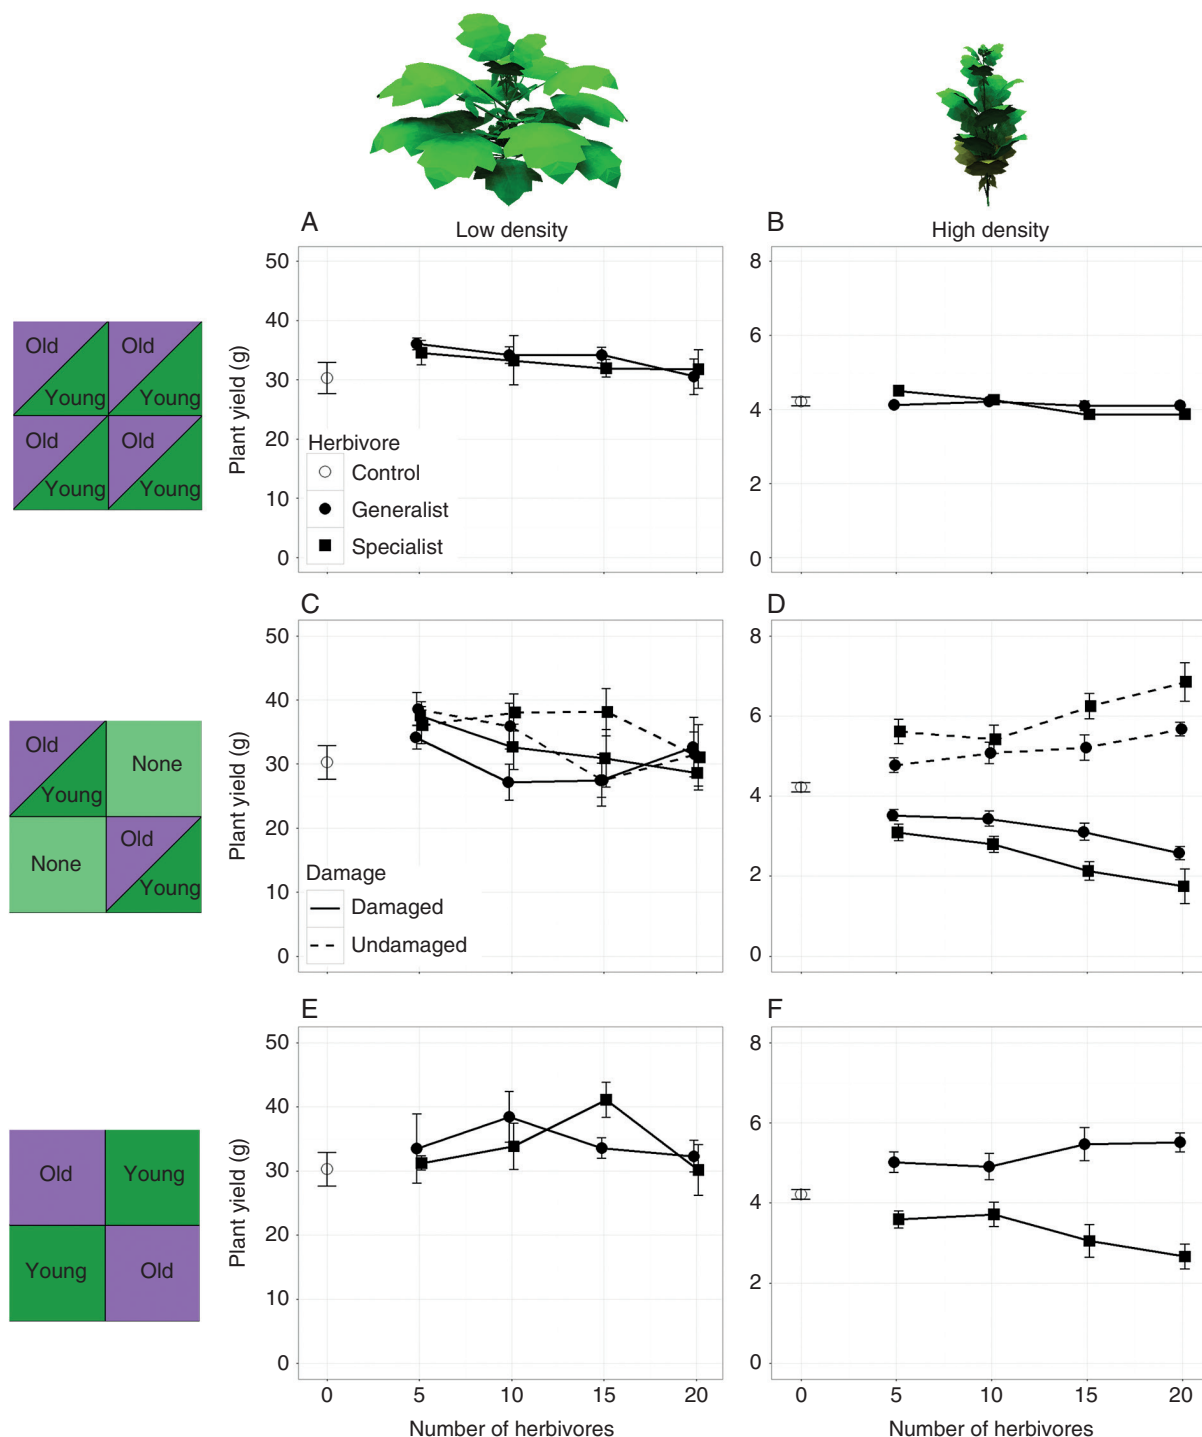 A
Low density
B
High density
50
40
30
20
10
0
Plant yield (g)
Herbivore
Control
Generalist
Specialist
8
6
4
2
0
Old
Old
Young
Young
Old
Old
Young
Young
C
D
50
40
30
20
10
0
Plant yield (g)
Damage
Damaged
Undamaged
8
6
4
2
0
Old
None
Young
None
Old
Young
E
F
50
40
30
20
10
0
Plant yield (g)
8
6
4
2
0
Old
Young
Young
Old
0 5 10 15 20
Number of herbivores
0 5 10 15 20
Number of herbivores